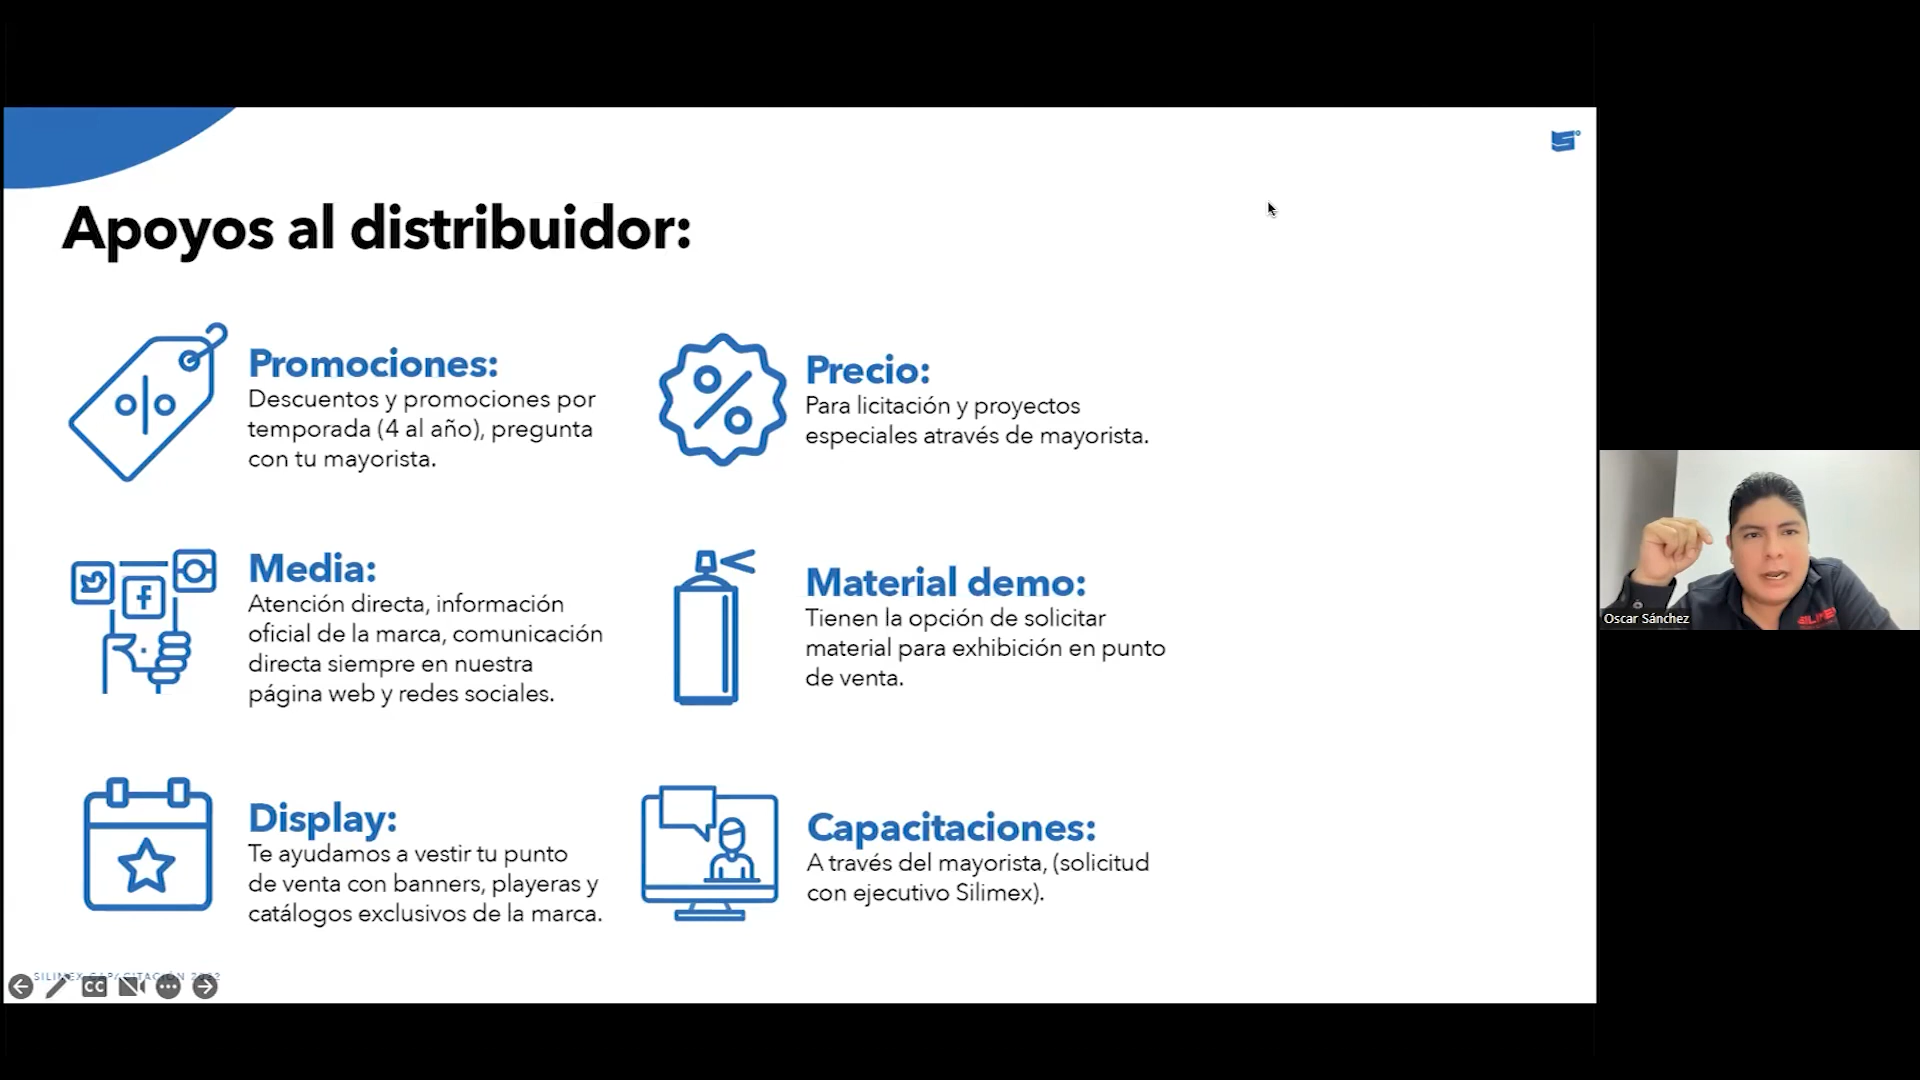 Apoyos al distribuidor:
Promociones:
Descuentos y promociones por
temporada (4 al año), pregunta
con tu mayorista.
Precio:
Para licitación y proyectos
especiales através de mayorista.
Media:
Atención directa, información
oficial de la marca, comunicación
directa siempre en nuestra
página web y redes sociales.
Material demo:
Tienen la opción de solicitar
material para exhibición en punto
de venta.
Display:
Te ayudamos a vestir tu punto
de venta con banners, playeras y
catálogos exclusivos de la marca.
Capacitaciones:
A través del mayorista, (solicitud
con ejecutivo Silimex).
SILIMEX CAPACITACIÓN 2022
CC
Oscar Sánchez